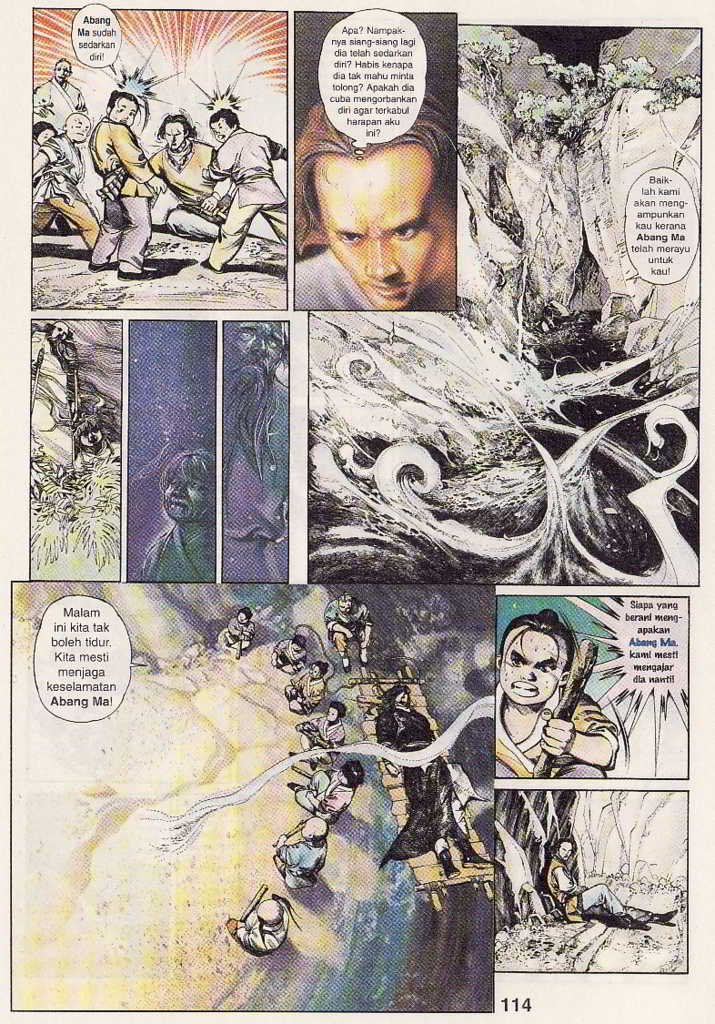 Abang
Ma sudah
sedarkan
diri!
Apa? Nampak-
nya siang-siang lagi
dia telah sedarkan
diri? Habis kenapa
dia tak mahu minta
tolong? Apakah dia
cuba mengorbankan
diri agar terkabul
harapan aku
ini?
Baik-
lah kami
akan meng-
ampunkan
kau kerana
Abang Ma
telah merayu
untuk
kau!
Malam
ini kita tak
boleh tidur.
Kita mesti
menjaga
keselamatan
Abang Ma!
Siapa yang
berani meng-
apakan
Abang Ma,
kami mesti
mengajar
dia nanti!
114